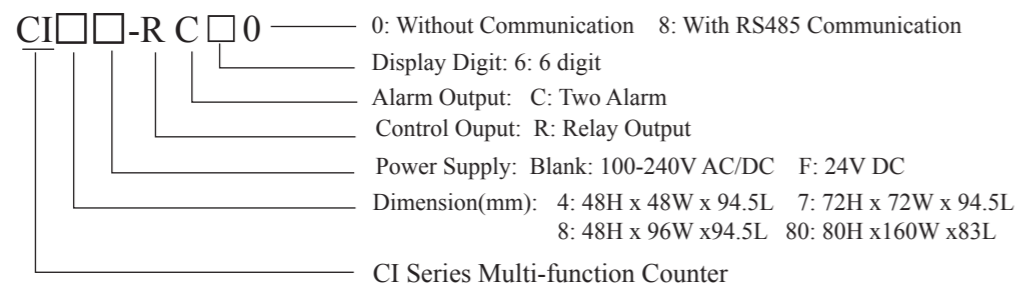 CI□□-R C □ 0
0: Without Communication 8: With RS485 Communication
Display Digit: 6: 6 digit
Alarm Output: C: Two Alarm
Control Ouput: R: Relay Output
Power Supply: Blank: 100-240V AC/DC F: 24V DC
Dimension(mm): 4: 48H x 48W x 94.5L 7: 72H x 72W x 94.5L
8: 48H x 96W x94.5L 80: 80H x160W x83L
CI Series Multi-function Counter